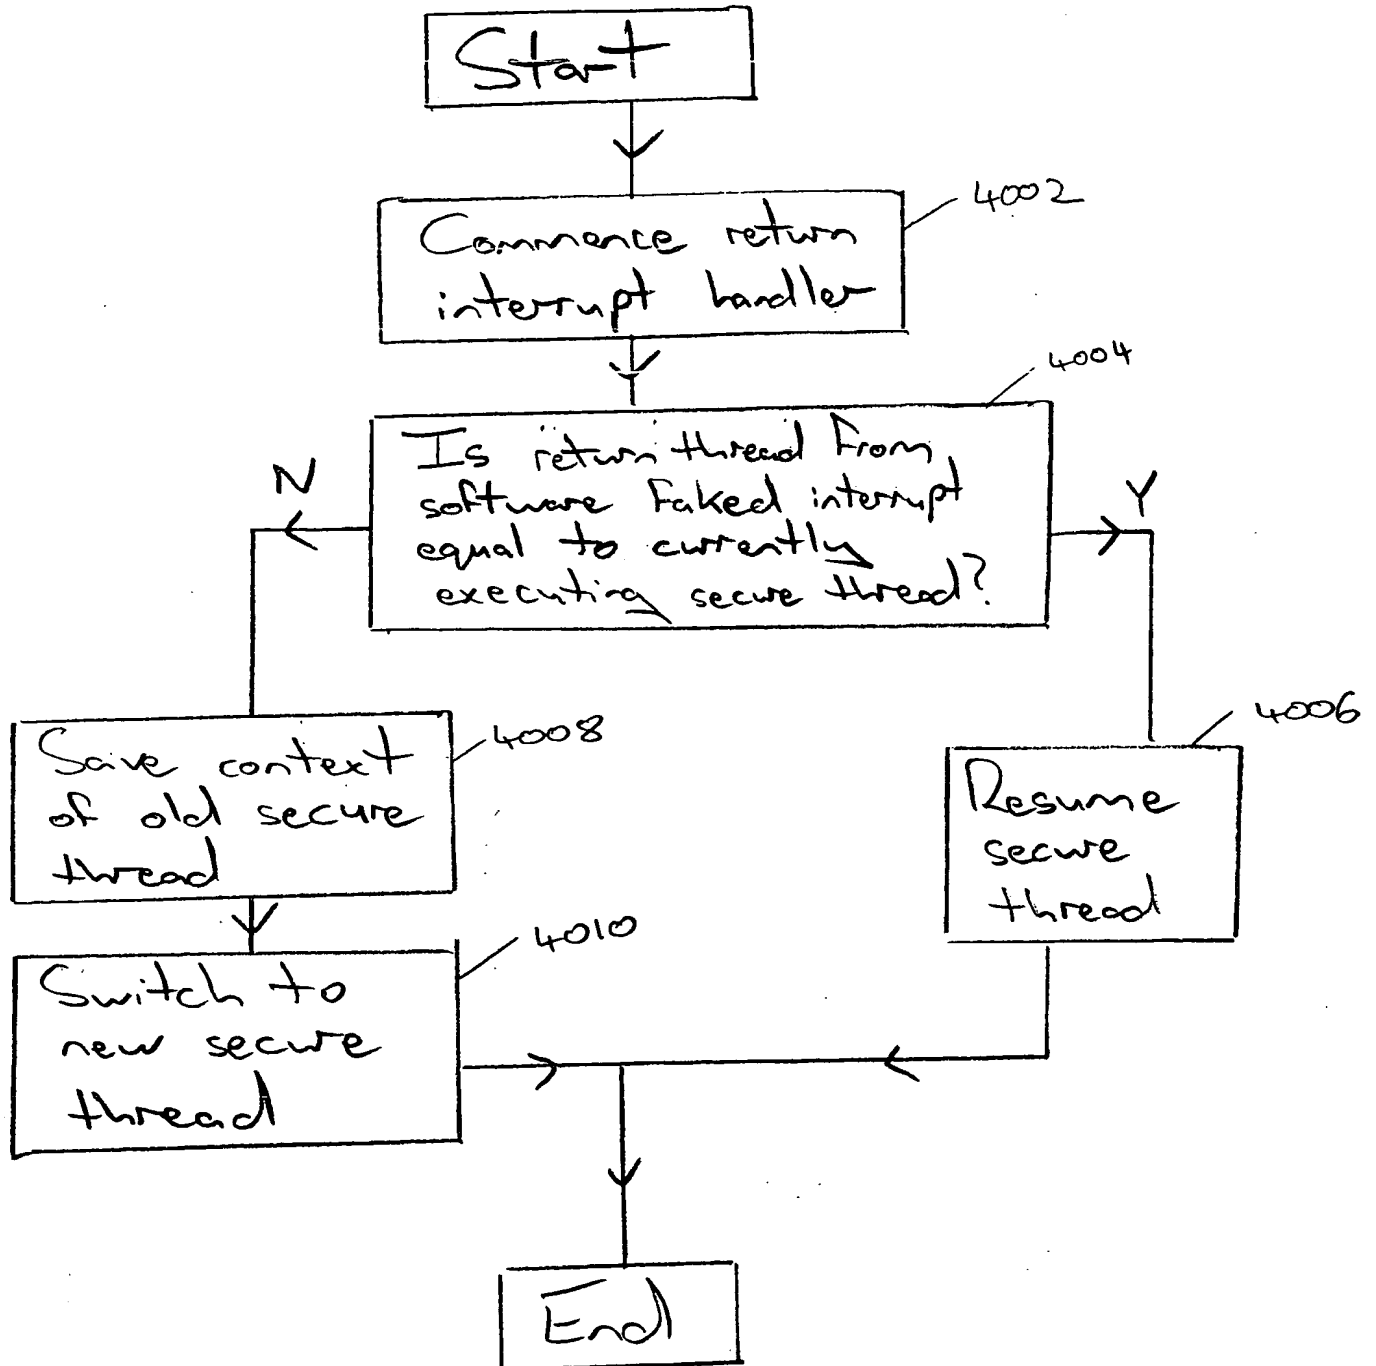 Start
4002
Commence return
interrupt handler
4004
Is "return" thread from
software faked interrupt
equal to currently
executing secure thread?
N
Y
4008
Save context
of old secure
thread
4006
Resume
secure
thread
4010
Switch to
new secure
thread
End